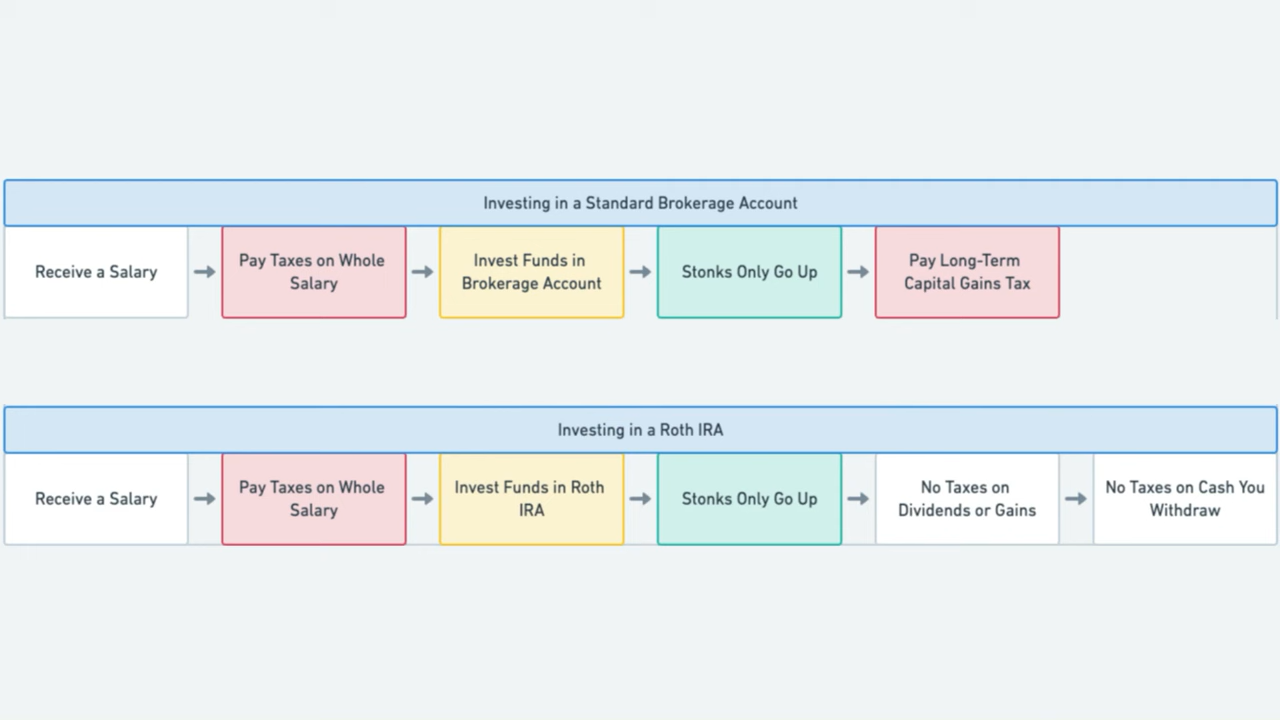 Investing in a Standard Brokerage Account
Receive a Salary
Pay Taxes on Whole
Salary
Invest Funds in
Brokerage Account
Stonks Only Go Up
Pay Long-Term
Capital Gains Tax
Investing in a Roth IRA
Receive a Salary
Pay Taxes on Whole
Salary
Invest Funds in Roth
IRA
Stonks Only Go Up
No Taxes on
Dividends or Gains
No Taxes on Cash You
Withdraw